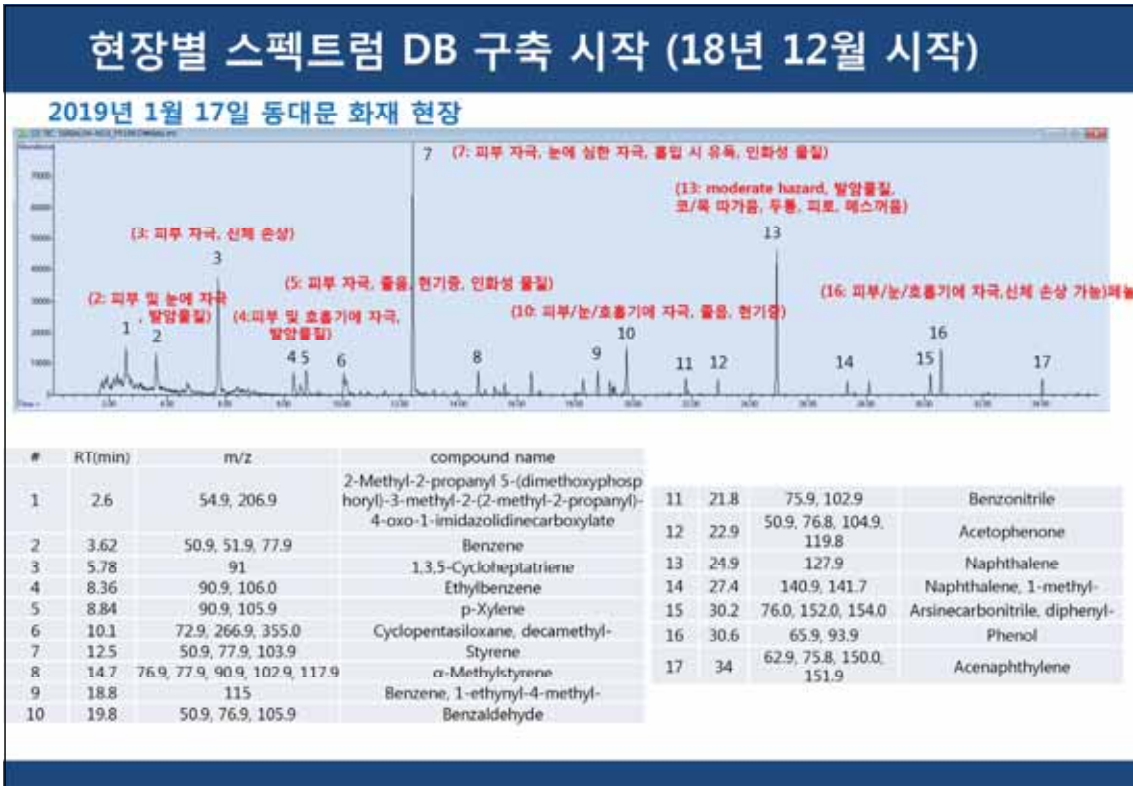 현장별 스펙트럼 DB 구축 시작 (18년 12월 시작)
2019년 1월 17일 동대문 화재 현장
7 (7: 피부 자극, 눈에 심한 자극, 흡입 시 유독, 인화성 물질)
(13: moderate hazard, 발암물질,
코/목 따가움, 두통, 피로, 메스꺼움)
13
(3: 피부 자극, 신체 손상)
3
(5: 피부 자극, 졸음, 현기증, 인화성 물질)
(2: 피부 및 눈에 자극
, 발암물질)
(4:피부 및 호흡기에 자극,
발암물질)
(10: 피부/눈/호흡기에 자극, 졸음, 현기증)
(16: 피부/눈/호흡기에 자극,신체 손상 가능)페놀
1 2 4 5 6 8 9 10 11 12 14 15 16 17
# RT(min) m/z compound name
1 2.6 54.9, 206.9 2-Methyl-2-propanyl 5-(dimethoxyphosp
horyl)-3-methyl-2-(2-methyl-2-propanyl)-
4-oxo-1-imidazolidinecarboxylate
2 3.62 50.9, 51.9, 77.9 Benzene
3 5.78 91 1,3,5-Cycloheptatriene
4 8.36 90.9, 106.0 Ethylbenzene
5 8.84 90.9, 105.9 p-Xylene
6 10.1 72.9, 266.9, 355.0 Cyclopentasiloxane, decamethyl-
7 12.5 50.9, 77.9, 103.9 Styrene
8 14.7 76.9, 77.9, 90.9, 102.9, 117.9 α-Methylstyrene
9 18.8 115 Benzene, 1-ethynyl-4-methyl-
10 19.8 50.9, 76.9, 105.9 Benzaldehyde
11 21.8 75.9, 102.9 Benzonitrile
12 22.9 50.9, 76.8, 104.9,
119.8 Acetophenone
13 24.9 127.9 Naphthalene
14 27.4 140.9, 141.7 Naphthalene, 1-methyl-
15 30.2 76.0, 152.0, 154.0 Arsinecarbonitrile, diphenyl-
16 30.6 65.9, 93.9 Phenol
17 34 62.9, 75.8, 150.0,
151.9 Acenaphthylene